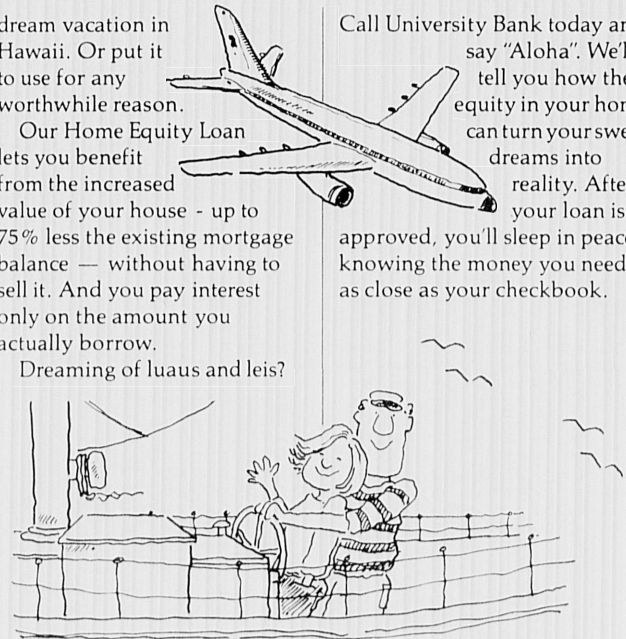 dream vacation in
Hawaii. Or put it
to use for any
worthwhile reason.
Our Home Equity Loan
lets you benefit
from the increased
value of your house - up to
75% less the existing mortgage
balance — without having to
sell it. And you pay interest
only on the amount you
actually borrow.
Dreaming of luaus and leis?
Call University Bank today
say “Aloha”.
tell you how the
equity in your
can turn your
dreams into
reality.
your loan is
approved, you’ll sleep in
knowing the money you need
as close as your checkbook.